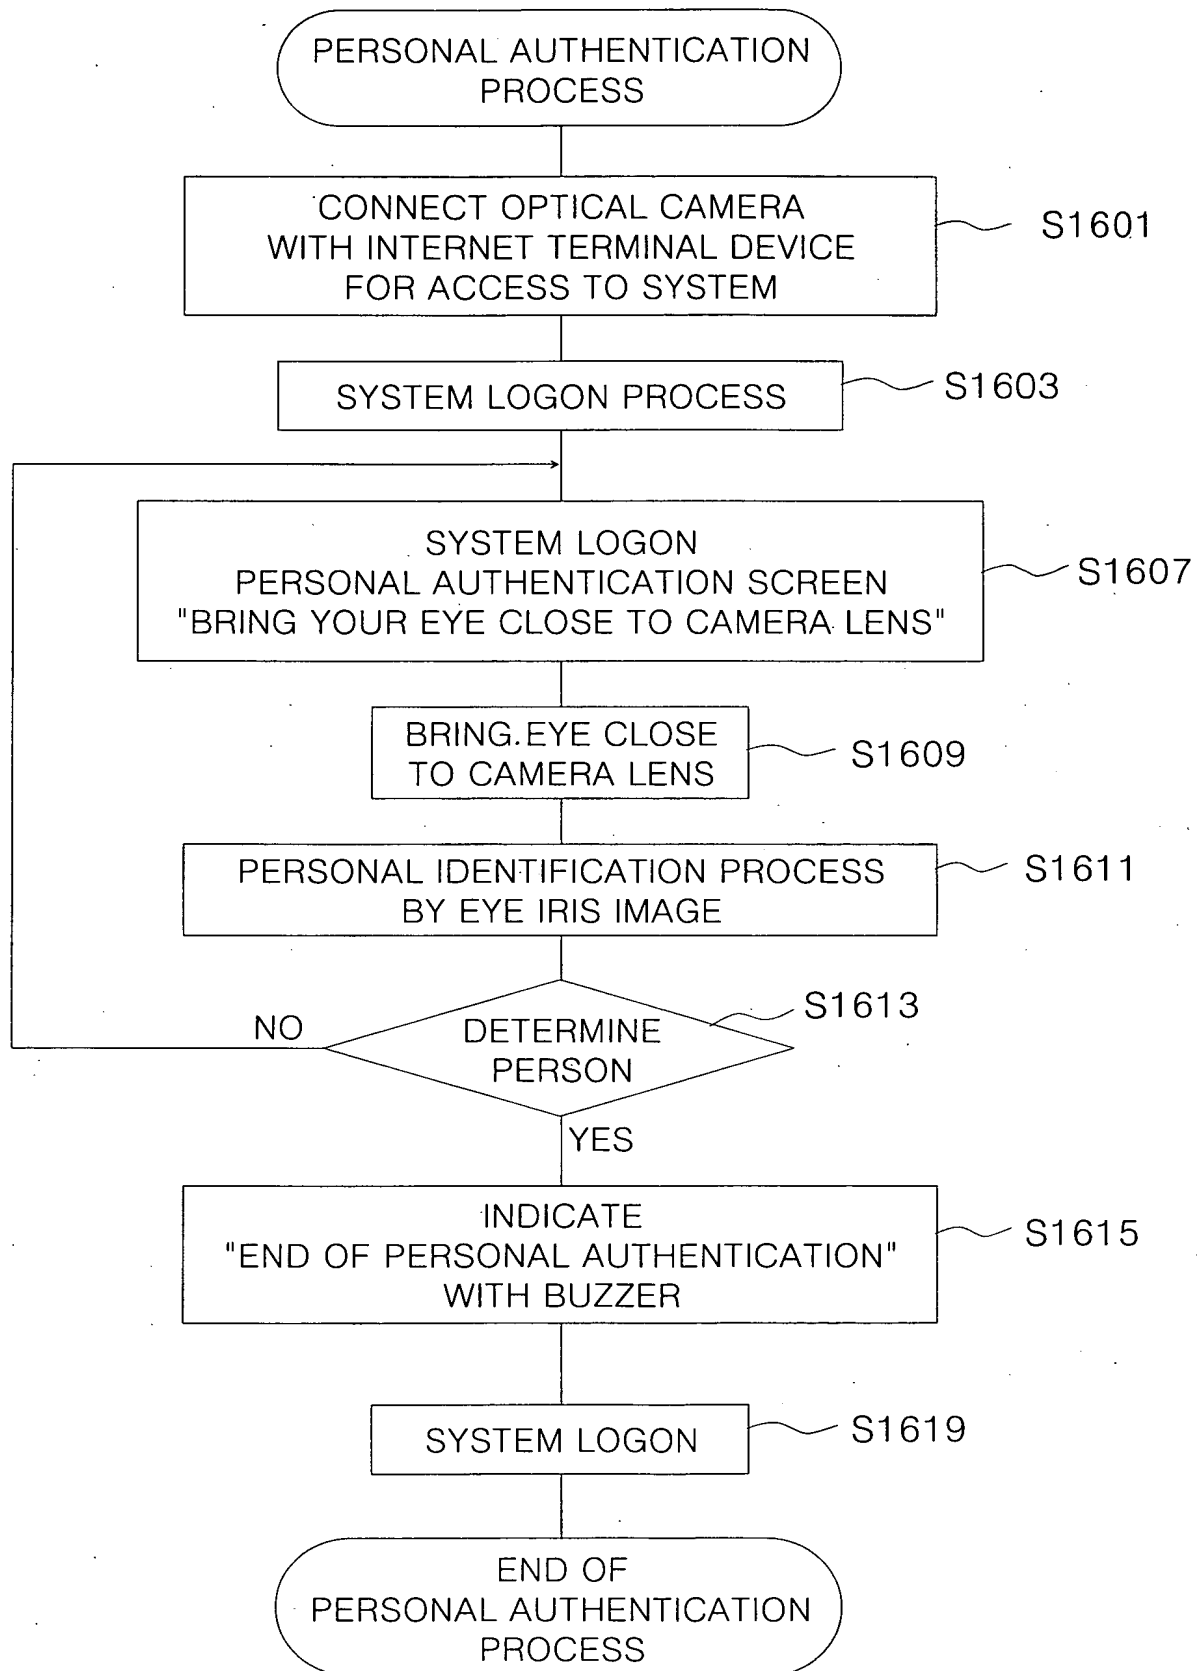 PERSONAL AUTHENTICATION
PROCESS
CONNECT OPTICAL CAMERA
WITH INTERNET TERMINAL DEVICE
FOR ACCESS TO SYSTEM
S1601
SYSTEM LOGON PROCESS
S1603
SYSTEM LOGON
PERSONAL AUTHENTICATION SCREEN
"BRING YOUR EYE CLOSE TO CAMERA LENS"
S1607
BRING EYE CLOSE
TO CAMERA LENS
S1609
PERSONAL IDENTIFICATION PROCESS
BY EYE IRIS IMAGE
S1611
DETERMINE
PERSON
S1613
NO
YES
INDICATE
"END OF PERSONAL AUTHENTICATION"
WITH BUZZER
S1615
SYSTEM LOGON
S1619
END OF
PERSONAL AUTHENTICATION
PROCESS